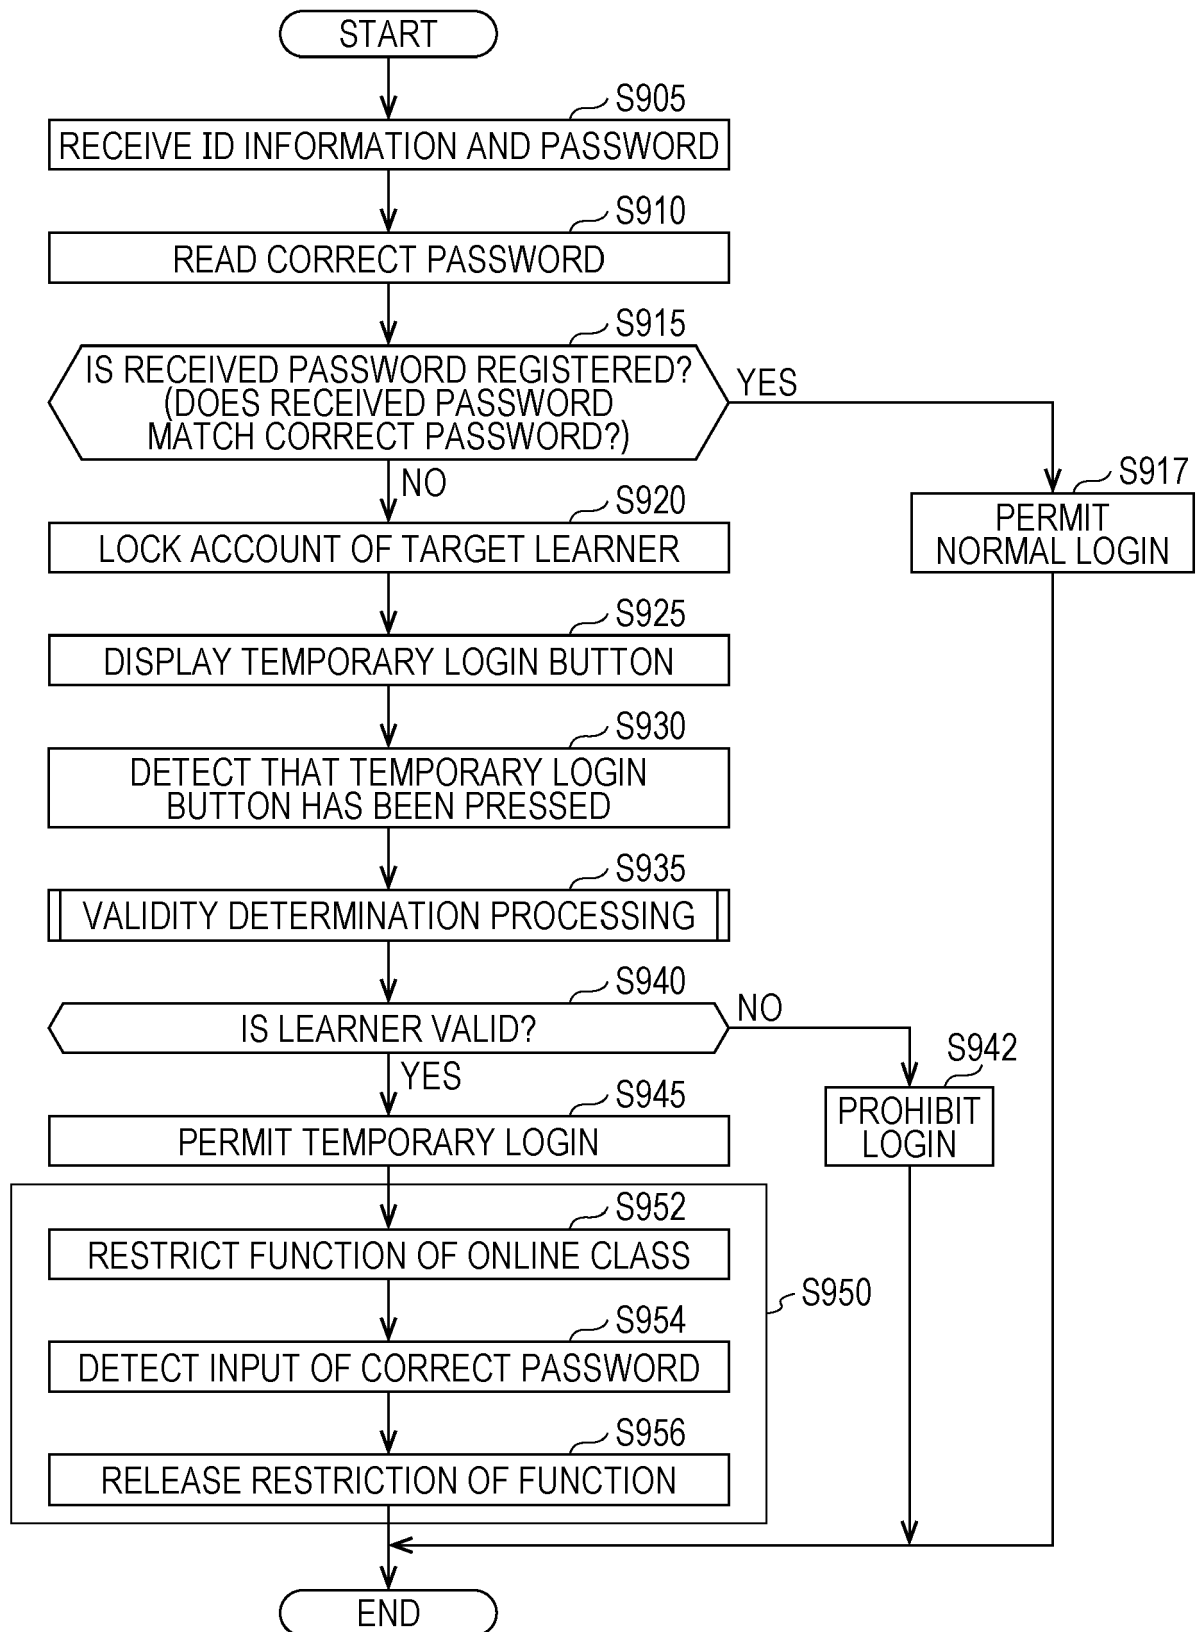 START
S905
RECEIVE ID INFORMATION AND PASSWORD
S910
READ CORRECT PASSWORD
S915
IS RECEIVED PASSWORD REGISTERED?
(DOES RECEIVED PASSWORD
MATCH CORRECT PASSWORD?)
YES
NO
S917
PERMIT
NORMAL LOGIN
S920
LOCK ACCOUNT OF TARGET LEARNER
S925
DISPLAY TEMPORARY LOGIN BUTTON
S930
DETECT THAT TEMPORARY LOGIN
BUTTON HAS BEEN PRESSED
S935
VALIDITY DETERMINATION PROCESSING
S940
IS LEARNER VALID?
NO
YES
S942
PROHIBIT
LOGIN
S945
PERMIT TEMPORARY LOGIN
S952
RESTRICT FUNCTION OF ONLINE CLASS
S950
S954
DETECT INPUT OF CORRECT PASSWORD
S956
RELEASE RESTRICTION OF FUNCTION
END